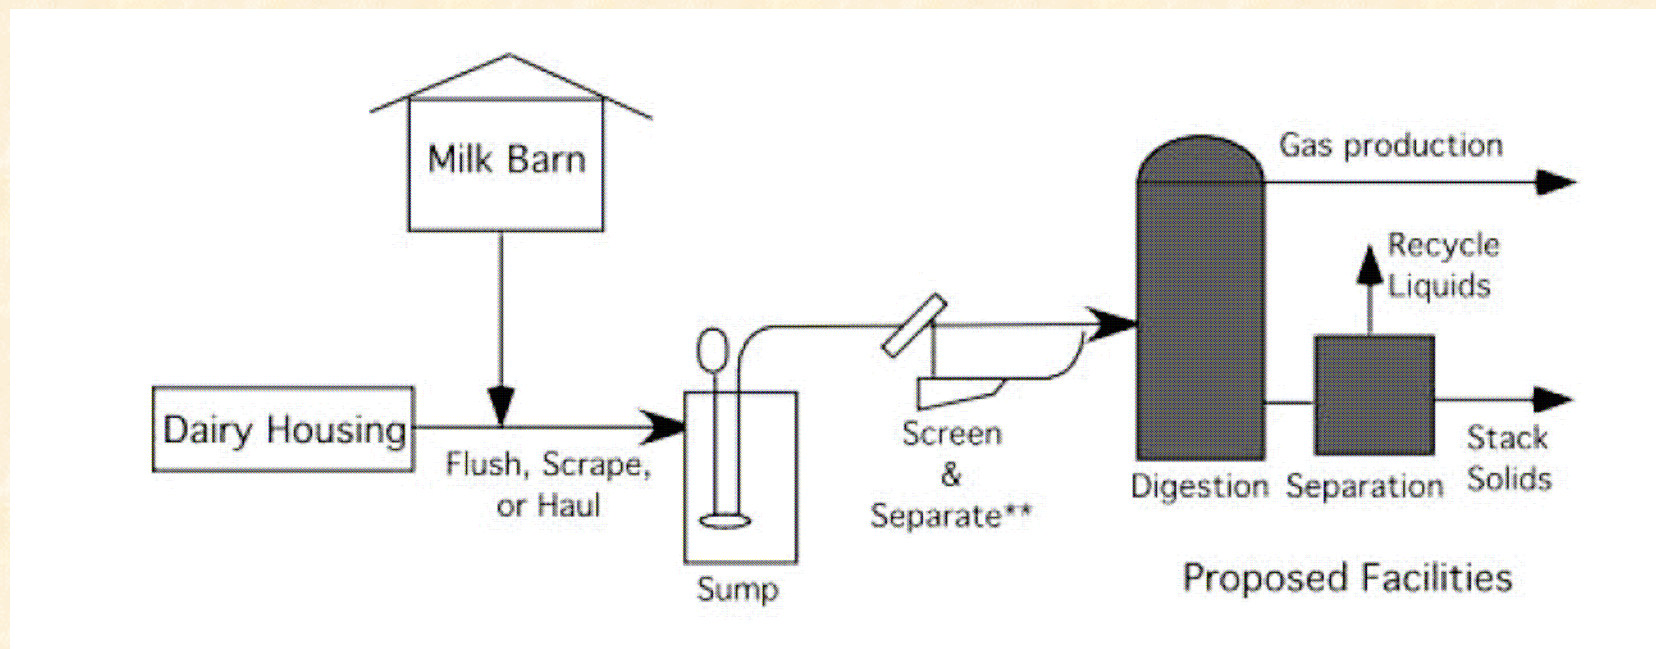 Milk Barn
Gas production
Recycle
Liquids
Dairy Housing
Flush, Scrape,
or Haul
Sump
Screen
&
Separate**
Digestion
Separation
Stack
Solids
Proposed Facilities